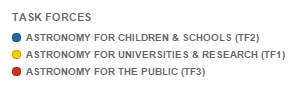 TASK FORCES
ASTRONOMY FOR CHILDREN & SCHOOLS (TF2)
ASTRONOMY FOR UNIVERSITIES & RESEARCH (TF1)
ASTRONOMY FOR THE PUBLIC (TF3)